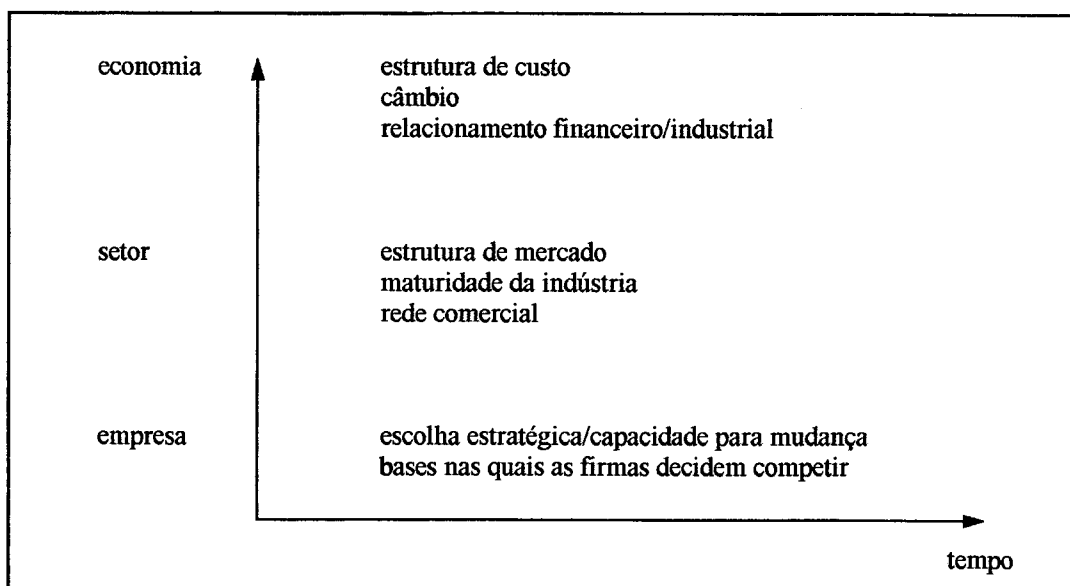 economia
estrutura de custo
câmbio
relacionamento financeiro/industrial
setor
estrutura de mercado
maturidade da indústria
rede comercial
empresa
escolha estratégica/capacidade para mudança
bases nas quais as firmas decidem competir
tempo